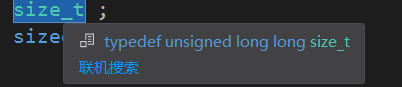 size_t ;
size
typedef unsigned long long size_t
联机搜索